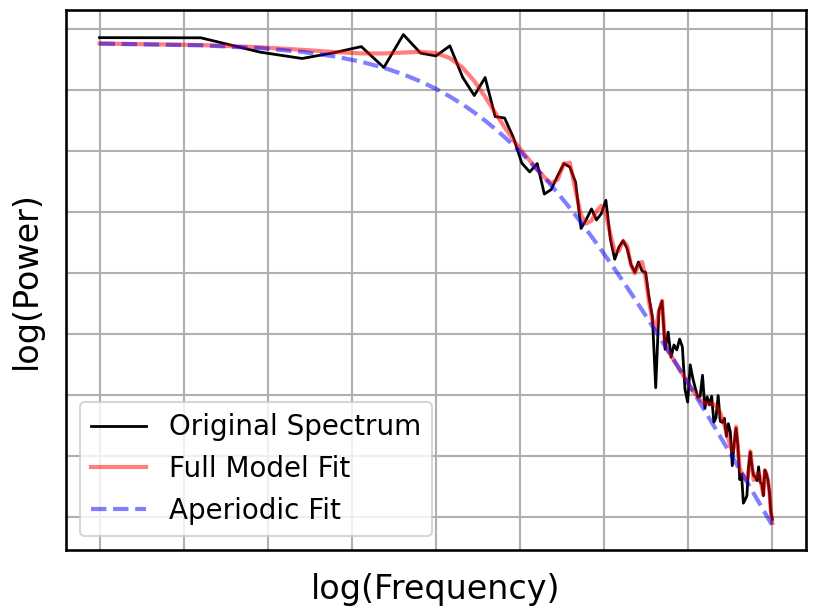 log(Power)
Original Spectrum
Full Model Fit
Aperiodic Fit
log(Frequency)